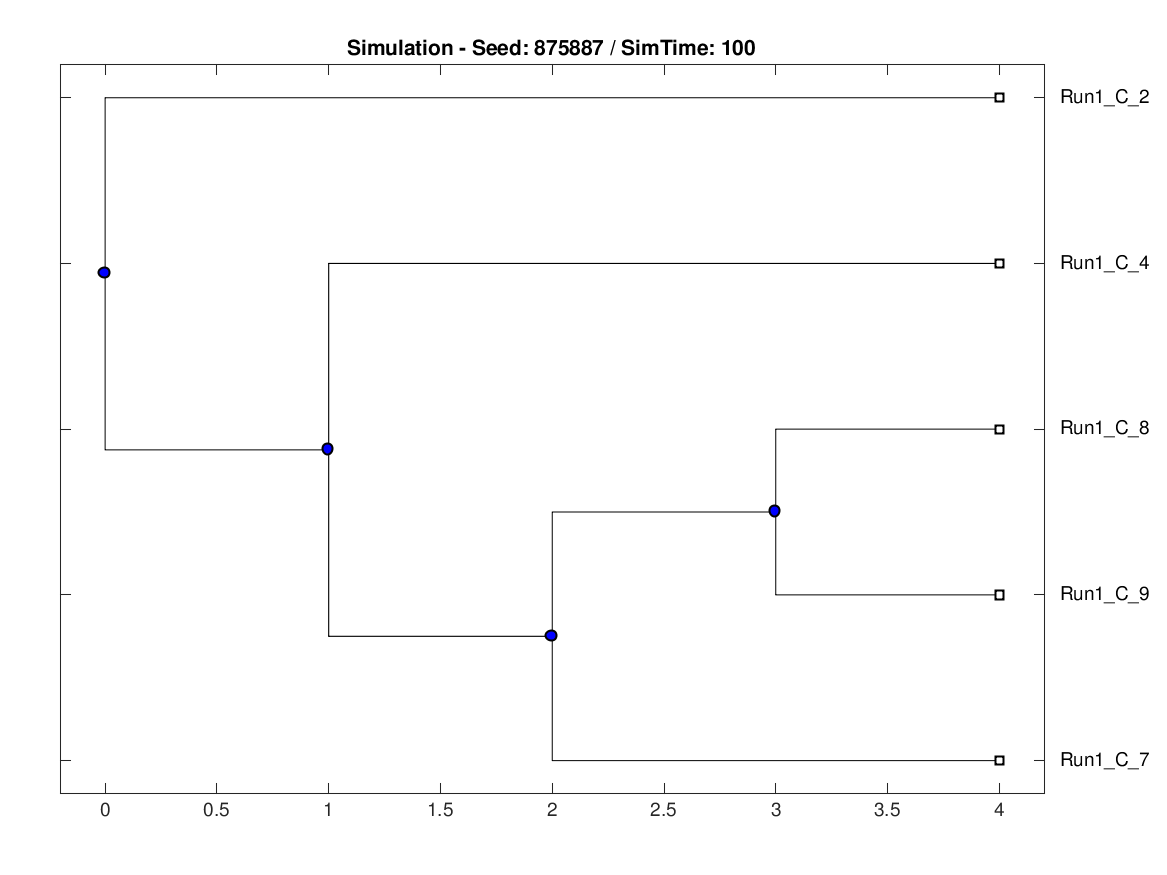 Simulation - Seed: 875887 / SimTime: 100
Run1_C_2
Run1_C_4
Run1_C_8
Run1_C_9
Run1_C_7
0 0.5 1 1.5 2 2.5 3 3.5 4